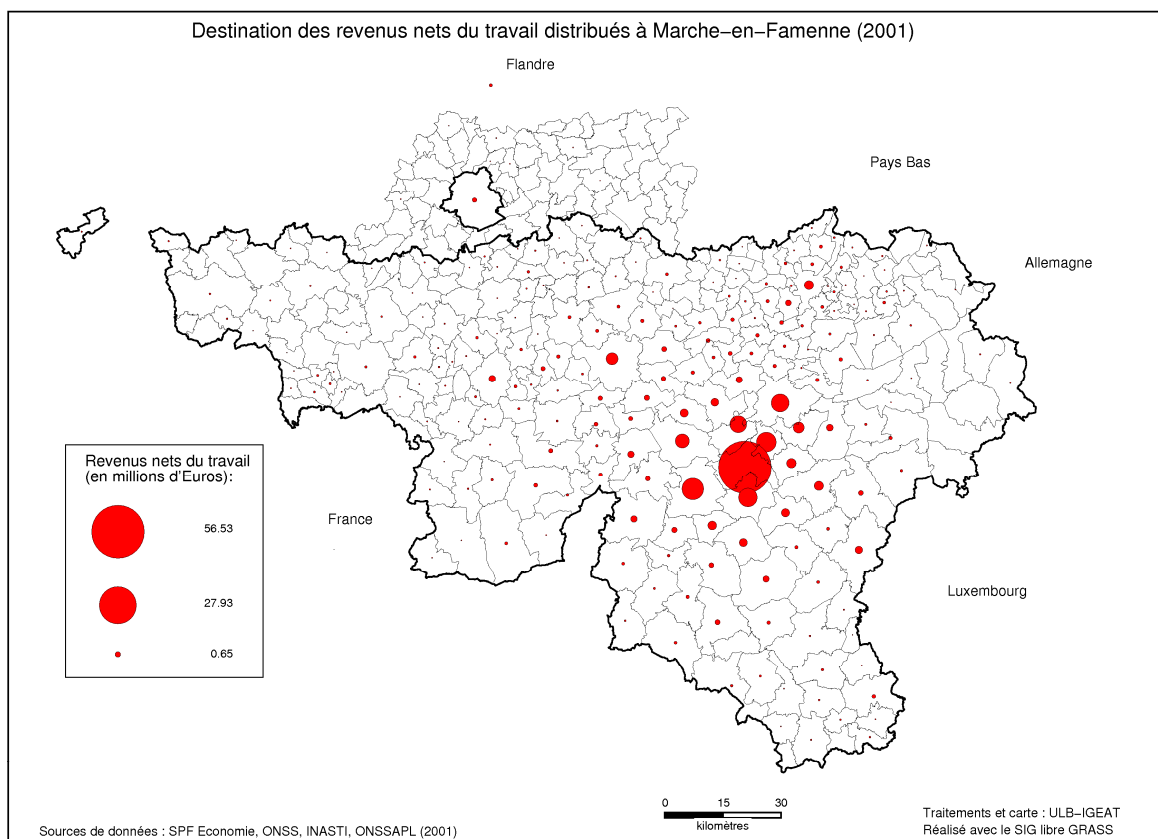 Destination des revenus nets du travail distribués à Marche−en−Famenne (2001)
Flandre
Pays Bas
Allemagne
Revenus nets du travail
(en millions d'Euros):
56.53
27.93
0.65
France
Luxembourg
0 15 30
kilomètres
Sources de données : SPF Economie, ONSS, INASTI, ONSSAPL (2001)
Traitements et carte : ULB−IGEAT
Réalisé avec le SIG libre GRASS